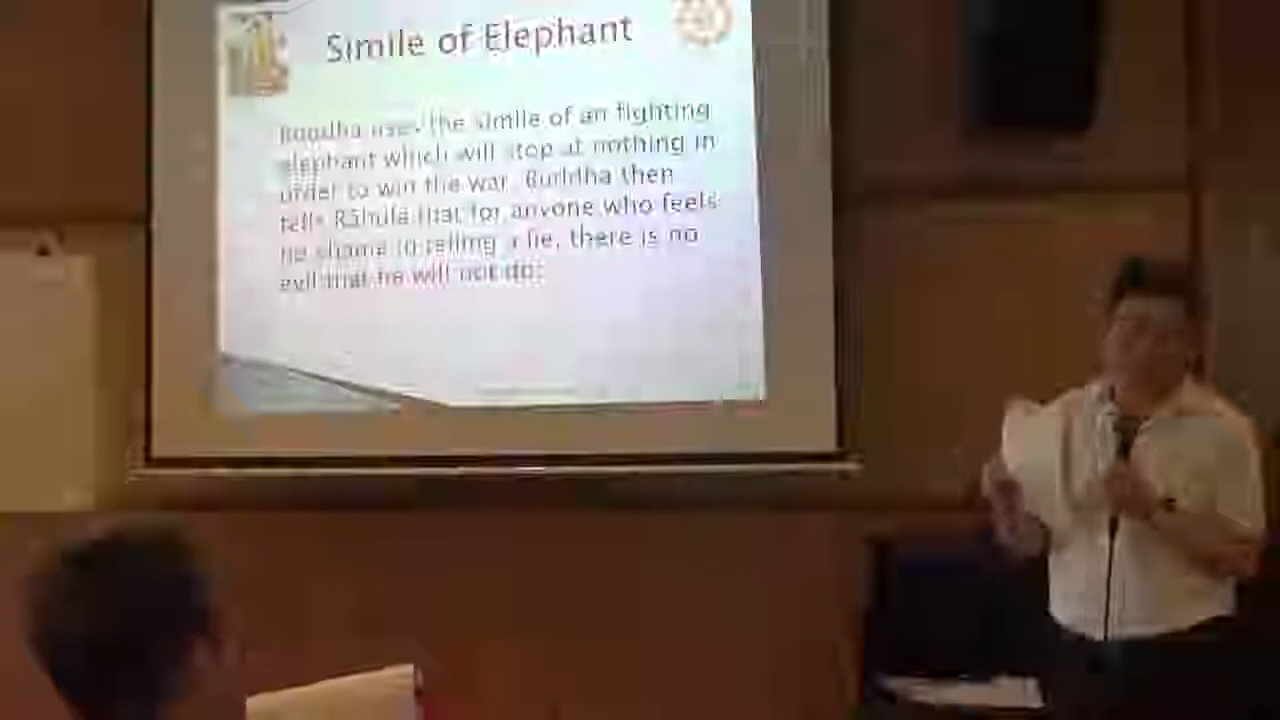 Simile of Elephant
Buddha uses the simile of an fighting
elephant which will stop at nothing in
order to win the war. Buddha then
tells Rāhula that for anyone who feels
no shame in telling a lie, there is no
evil that he will not do: